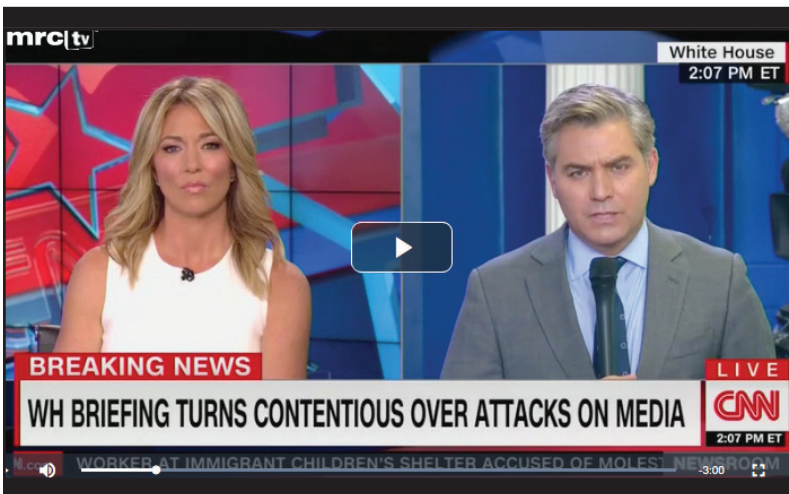 mrc tv
White House
2:07 PM ET
BREAKING NEWS
LIVE
WH BRIEFING TURNS CONTENTIOUS OVER ATTACKS ON MEDIA
CNN
2:07 PM ET
WORKER AT IMMIGRANT CHILDREN'S SHELTER ACCUSED OF MOLEST
NEWSROOM
-3:00